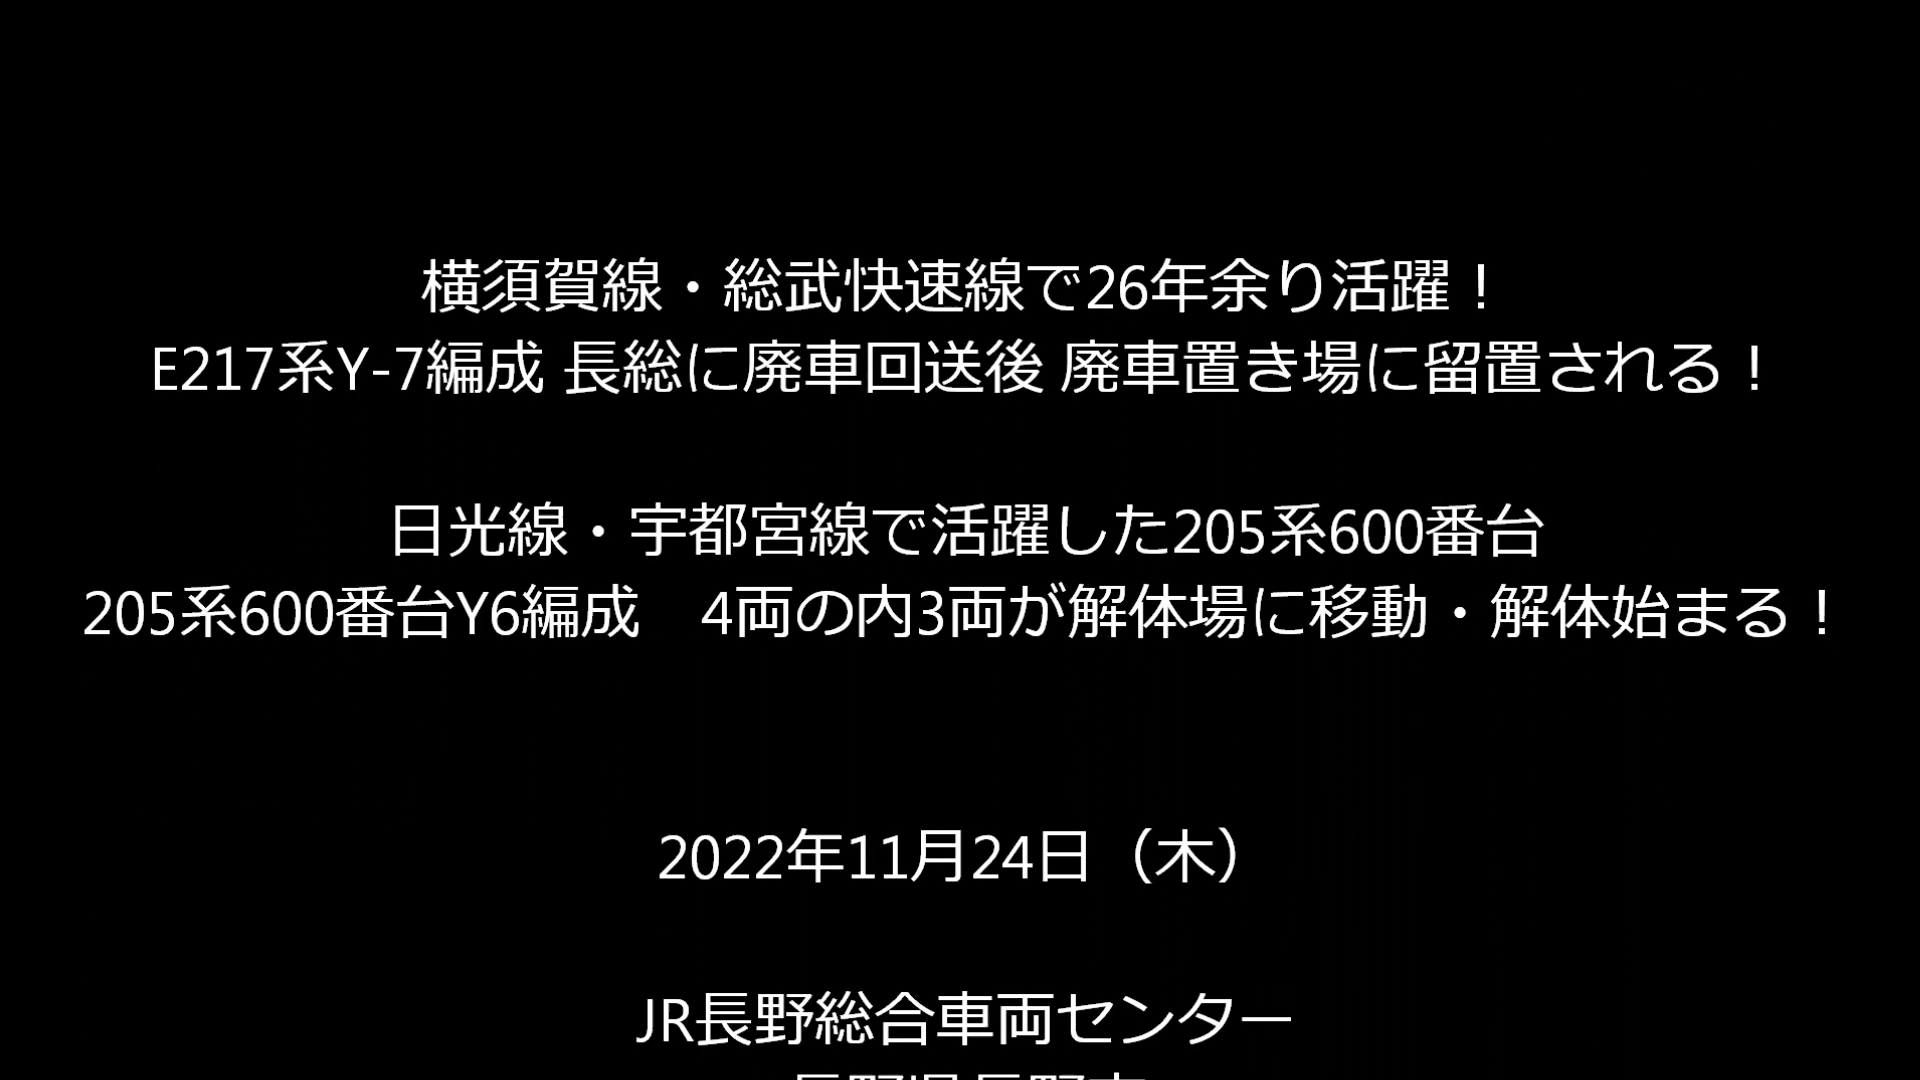 横須賀線・総武快速線で26年余り活躍！
E217系Y-7編成 長総に廃車回送後 廃車置き場に留置される！
日光線・宇都宮線で活躍した205系600番台
205系600番台Y6編成　4両の内3両が解体場に移動・解体始まる！
2022年11月24日（木）
JR長野総合車両センター